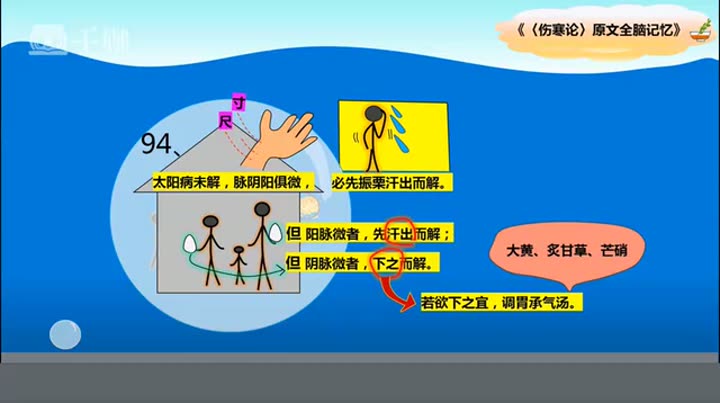 《〈伤寒论〉原文全脑记忆》
寸
尺
94、
太阳病未解，脉阴阳俱微， 必先振栗汗出而解。
但 阳脉微者，先汗出而解；
但 阴脉微者，下之而解。
大黄、炙甘草、芒硝
若欲下之宜，调胃承气汤。